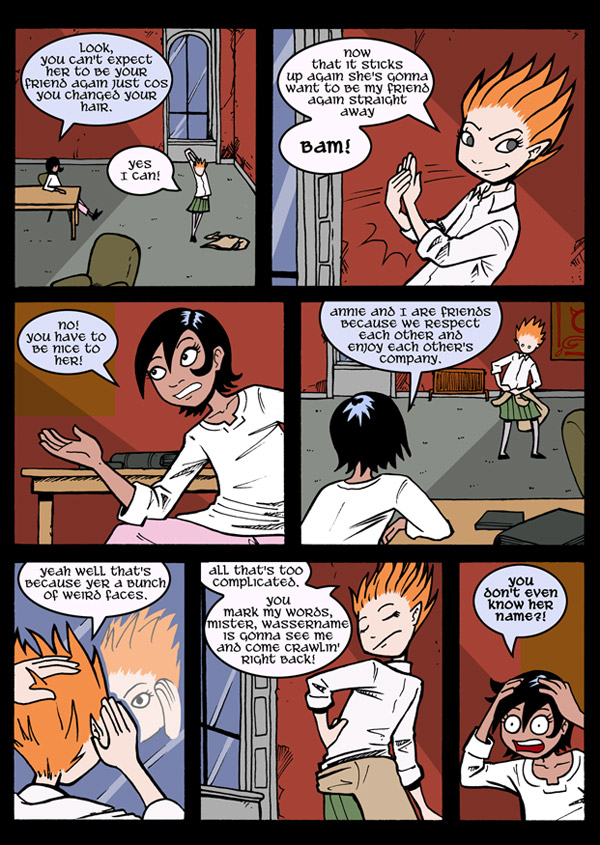 Look,
you can't expect
her to be your
friend again just cos
you changed your
hair.
yes
I can!
now
that it sticks
up again she's gonna
want to be my friend
again straight
away
Bam!
no!
you have to
be nice to
her!
annie and I are friends
because we respect
each other and
enjoy each other's
company.
yeah well that's
because yer a bunch
of weird faces.
all that's too
complicated.
you
mark my words,
mister, wassername
is gonna see me
and come crawlin'
right back!
you
don't even
know her
name?!